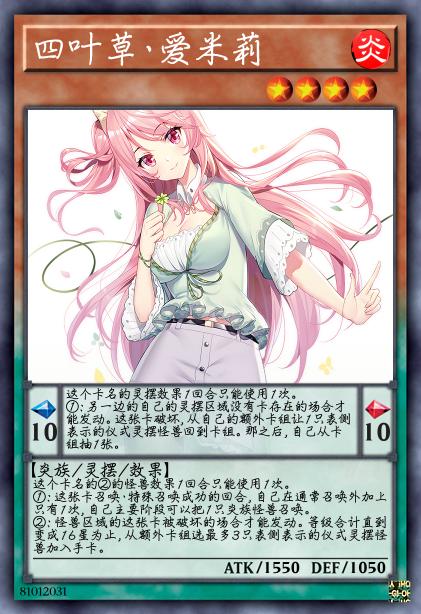 四叶草·爱米莉
炎
这个卡名的灵摆效果1回合只能使用1次。
①：另一边的自己的灵摆区域没有卡存在的场合才
能发动。这张卡破坏，从自己的额外卡组让1只表侧
表示的仪式灵摆怪兽回到卡组。那之后，自己从卡
组抽1张。
10
10
【炎族/灵摆/效果】
这个卡名的②的怪兽效果1回合只能使用1次。
①：这张卡召唤·特殊召唤成功的回合，自己在通常召唤外加上
只有1次，自己主要阶段可以把1只炎族怪兽召唤。
②：怪兽区域的这张卡被破坏的场合才能发动。等级合计直到
变成16星为止，从额外卡组选最多3只表侧表示的仪式灵摆怪
兽加入手卡。
ATK/1550 DEF/1050
81012031